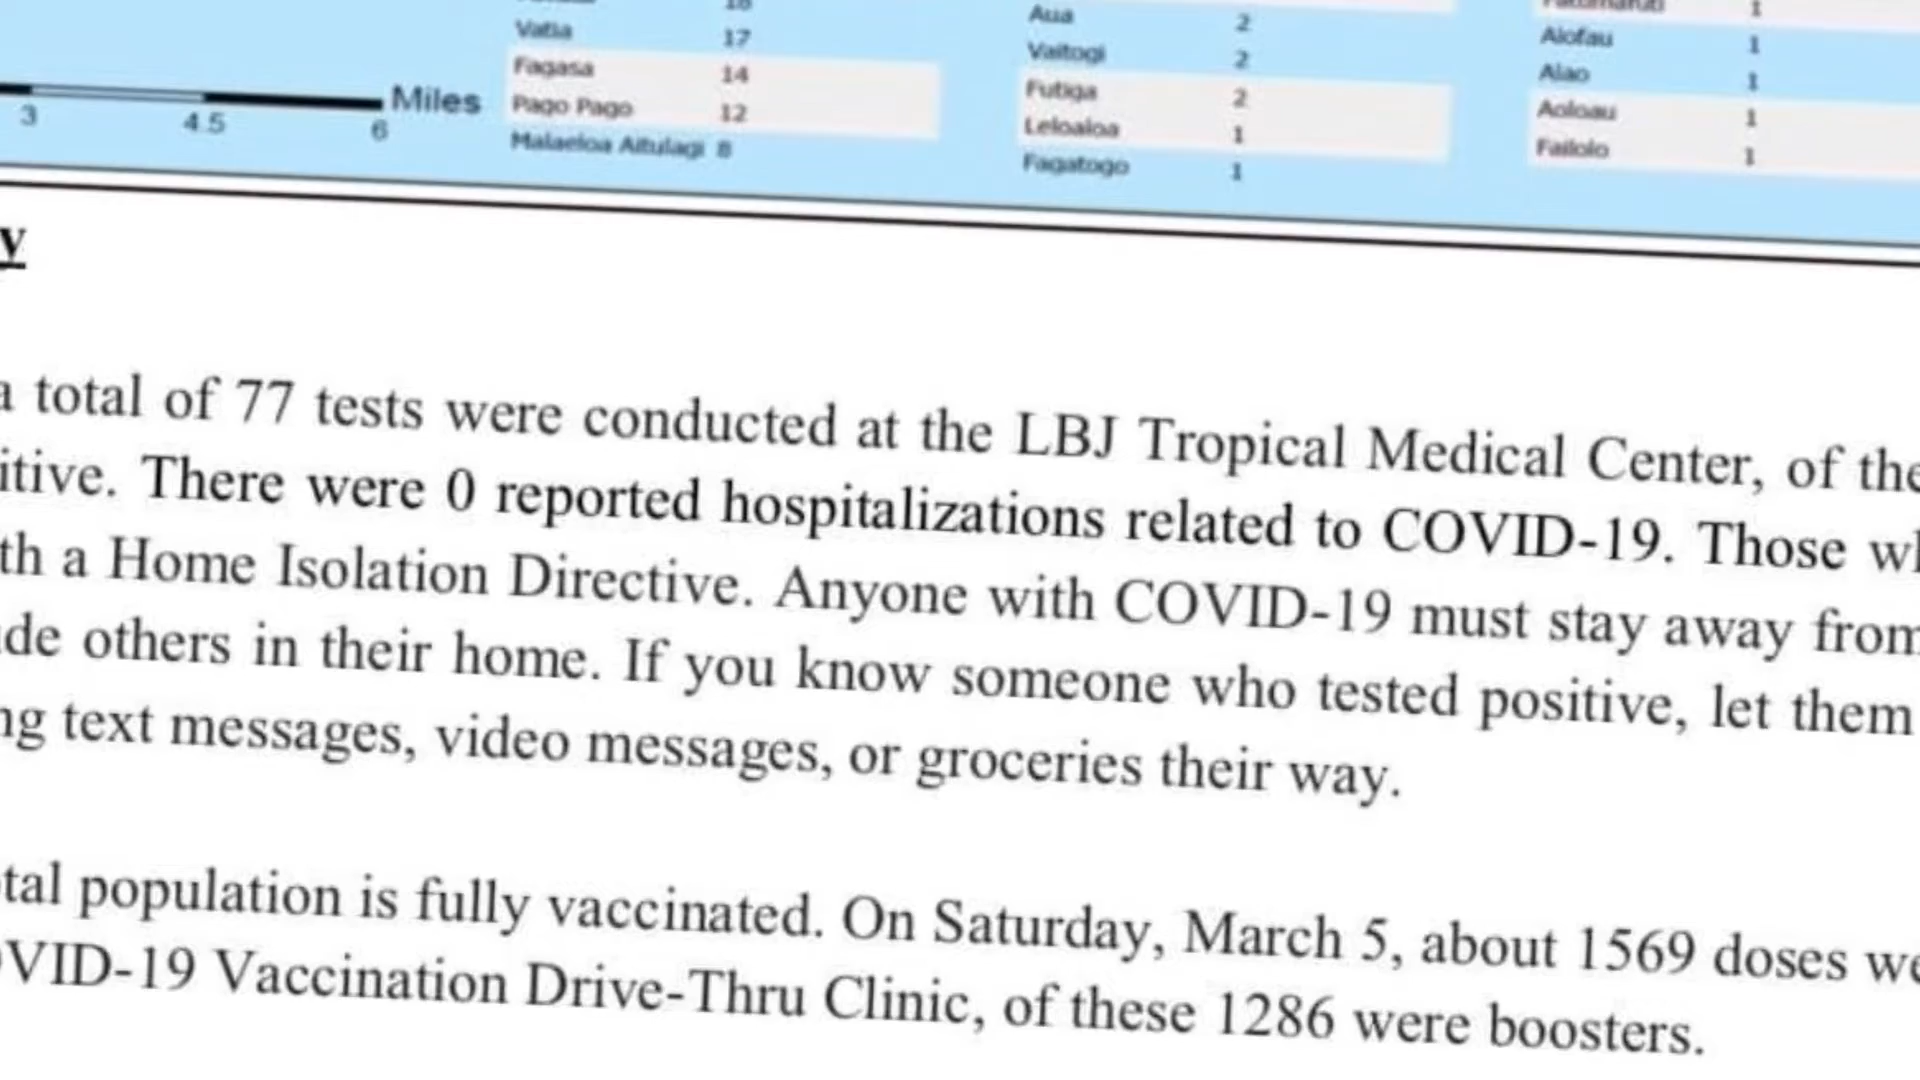 Vatia 17
Fagasa 14
Pago Pago 12
Malaeloa Aitulagi 8
Aua 2
Vaitogi 2
Futiga 2
Leloaloa 1
Fagatogo 1
1
Alofau 1
Alao 1
Aoloau 1
Failolo 1
3 4.5 6 Miles
y
a total of 77 tests were conducted at the LBJ Tropical Medical Center, of the
itive. There were 0 reported hospitalizations related to COVID-19. Those wh
th a Home Isolation Directive. Anyone with COVID-19 must stay away from
de others in their home. If you know someone who tested positive, let them
ng text messages, video messages, or groceries their way.
tal population is fully vaccinated. On Saturday, March 5, about 1569 doses we
OVID-19 Vaccination Drive-Thru Clinic, of these 1286 were boosters.